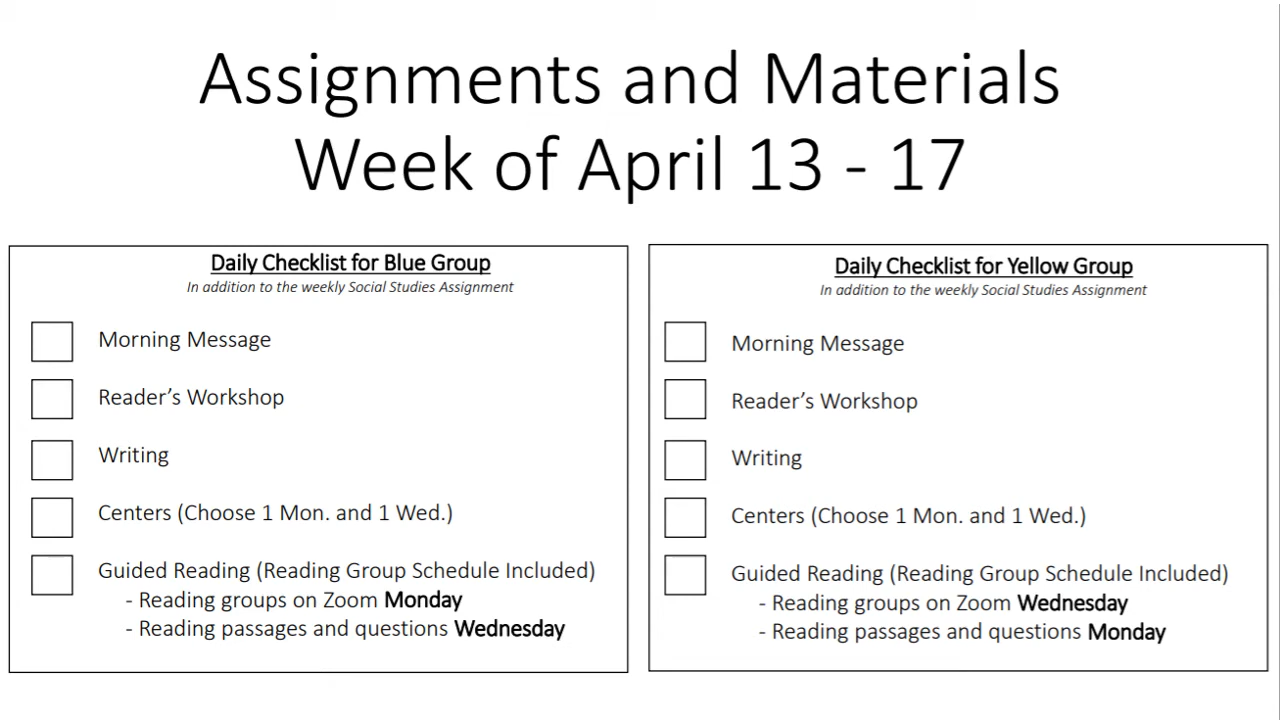 Assignments and Materials
Week of April 13 - 17
Daily Checklist for Blue Group
In addition to the weekly Social Studies Assignment
Morning Message
Reader’s Workshop
Writing
Centers (Choose 1 Mon. and 1 Wed.)
Guided Reading (Reading Group Schedule Included)
- Reading groups on Zoom Monday
- Reading passages and questions Wednesday
Daily Checklist for Yellow Group
In addition to the weekly Social Studies Assignment
Morning Message
Reader’s Workshop
Writing
Centers (Choose 1 Mon. and 1 Wed.)
Guided Reading (Reading Group Schedule Included)
- Reading groups on Zoom Wednesday
- Reading passages and questions Monday